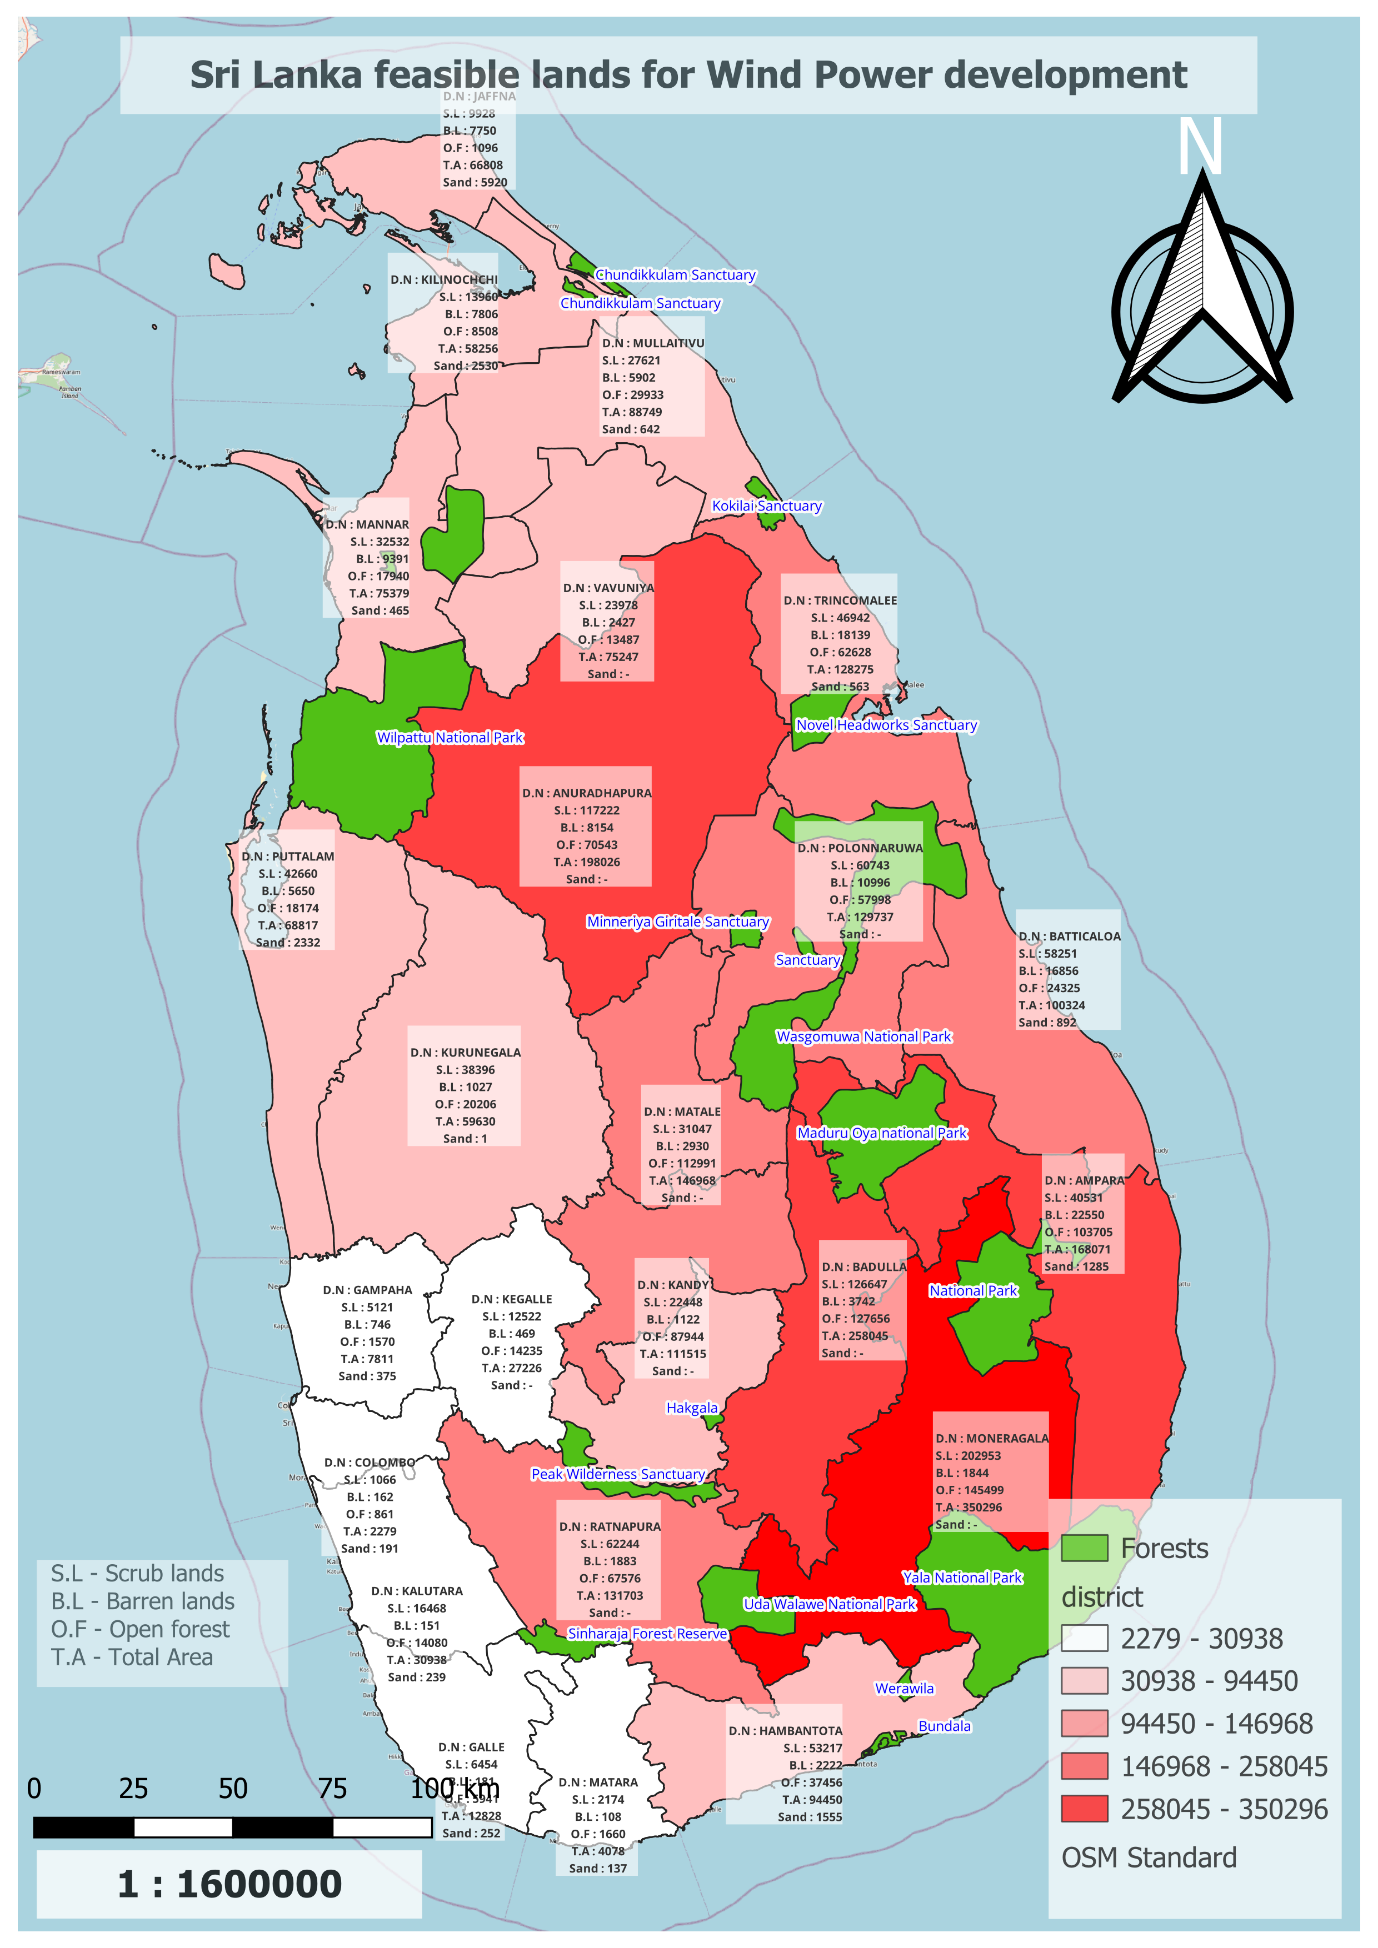 Sri Lanka feasible lands for Wind Power development
N
D.N : JAFFNA
S.L : 9928
B.L : 7750
O.F : 1096
T.A : 66808
Sand : 5920
Chundikkulam Sanctuary
Chundikkulam Sanctuary
D.N : KILINOCHCHI
S.L : 13960
B.L : 7806
O.F : 8508
T.A : 58256
Sand : 2530
D.N : MULLAITIVU
S.L : 27621
B.L : 5902
O.F : 29933
T.A : 88749
Sand : 642
Rameswaram
Pamban
Island
Kokilai Sanctuary
D.N : MANNAR
S.L : 32532
B.L : 9391
O.F : 17940
T.A : 75379
Sand : 465
D.N : VAVUNIYA
S.L : 23978
B.L : 2427
O.F : 13487
T.A : 75247
Sand : -
D.N : TRINCOMALEE
S.L : 46942
B.L : 18139
O.F : 62628
T.A : 128275
Sand : 563
Novel Headworks Sanctuary
Wilpattu National Park
D.N : ANURADHAPURA
S.L : 117222
B.L : 8154
O.F : 70543
T.A : 198026
Sand : -
D.N : PUTTALAM
S.L : 42660
B.L : 5650
O.F : 18174
T.A : 68817
Sand : 2332
D.N : POLONNARUWA
S.L : 60743
B.L : 10996
O.F : 57998
T.A : 129737
Sand : -
Minneriya Giritale Sanctuary
Sanctuary
D.N : BATTICALOA
S.L : 58251
B.L : 16856
O.F : 24325
T.A : 100324
Sand : 892
Wasgomuwa National Park
D.N : KURUNEGALA
S.L : 38396
B.L : 1027
O.F : 20206
T.A : 59630
Sand : 1
D.N : MATALE
S.L : 31047
B.L : 2930
O.F : 112991
T.A : 146968
Sand : -
Maduru Oya national Park
D.N : AMPARA
S.L : 40531
B.L : 22550
O.F : 103705
T.A : 168071
Sand : 1285
D.N : GAMPAHA
S.L : 5121
B.L : 746
O.F : 1570
T.A : 7811
Sand : 375
D.N : KEGALLE
S.L : 12522
B.L : 469
O.F : 14235
T.A : 27226
Sand : -
D.N : KANDY
S.L : 22448
B.L : 1122
O.F : 87944
T.A : 111515
Sand : -
D.N : BADULLA
S.L : 126647
B.L : 3742
O.F : 127656
T.A : 258045
Sand : -
National Park
Hakgala
Peak Wilderness Sanctuary
D.N : COLOMBO
S.L : 1066
B.L : 162
O.F : 861
T.A : 2279
Sand : 191
D.N : MONERAGALA
S.L : 202953
B.L : 1844
O.F : 145499
T.A : 350296
Sand : -
D.N : RATNAPURA
S.L : 62244
B.L : 1883
O.F : 67576
T.A : 131703
Sand : -
Yala National Park
Uda Walawe National Park
Sinharaja Forest Reserve
D.N : KALUTARA
S.L : 16468
B.L : 151
O.F : 14080
T.A : 30938
Sand : 239
Werawila
Bundala
D.N : HAMBANTOTA
S.L : 53217
B.L : 2222
O.F : 37456
T.A : 94450
Sand : 1555
D.N : GALLE
S.L : 6454
B.L : 181
O.F : 5941
T.A : 12828
Sand : 252
D.N : MATARA
S.L : 2174
B.L : 108
O.F : 1660
T.A : 4078
Sand : 137
S.L - Scrub lands
B.L - Barren lands
O.F - Open forest
T.A - Total Area
0 25 50 75 100 km
1 : 1600000
Forests
district
2279 - 30938
30938 - 94450
94450 - 146968
146968 - 258045
258045 - 350296
OSM Standard